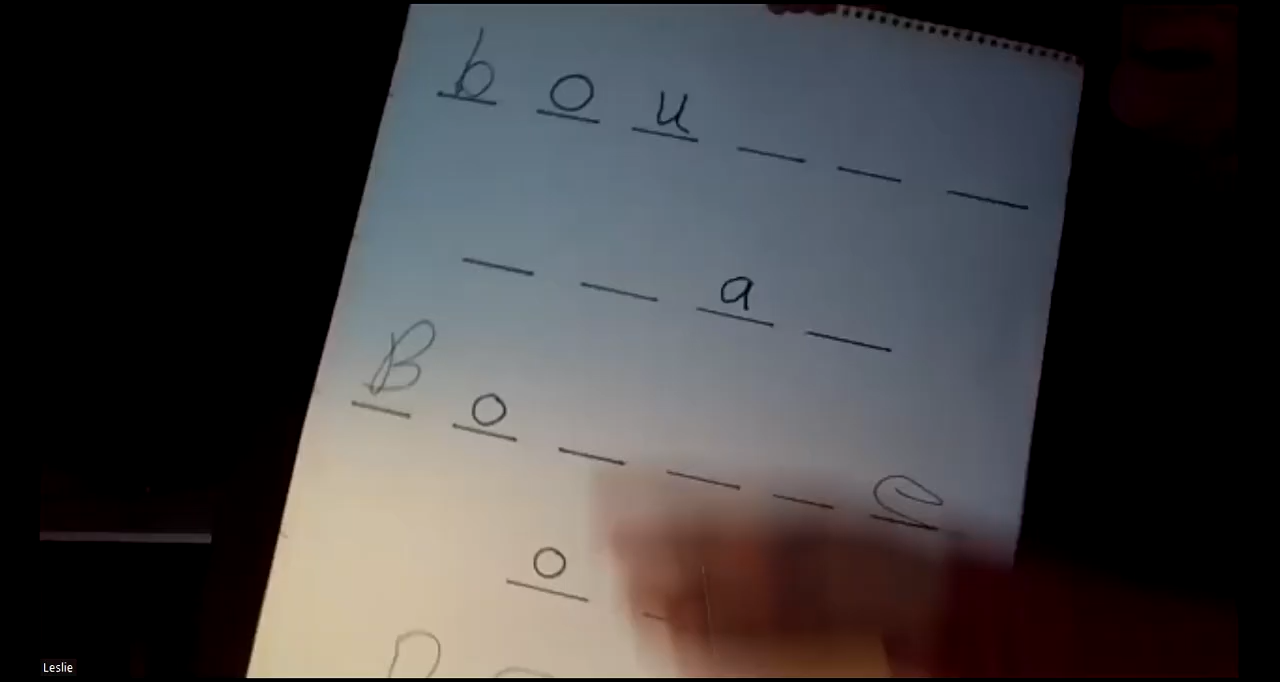 b o u _ _ _
_ _ a _
B o _ _ _ e
o _
Leslie